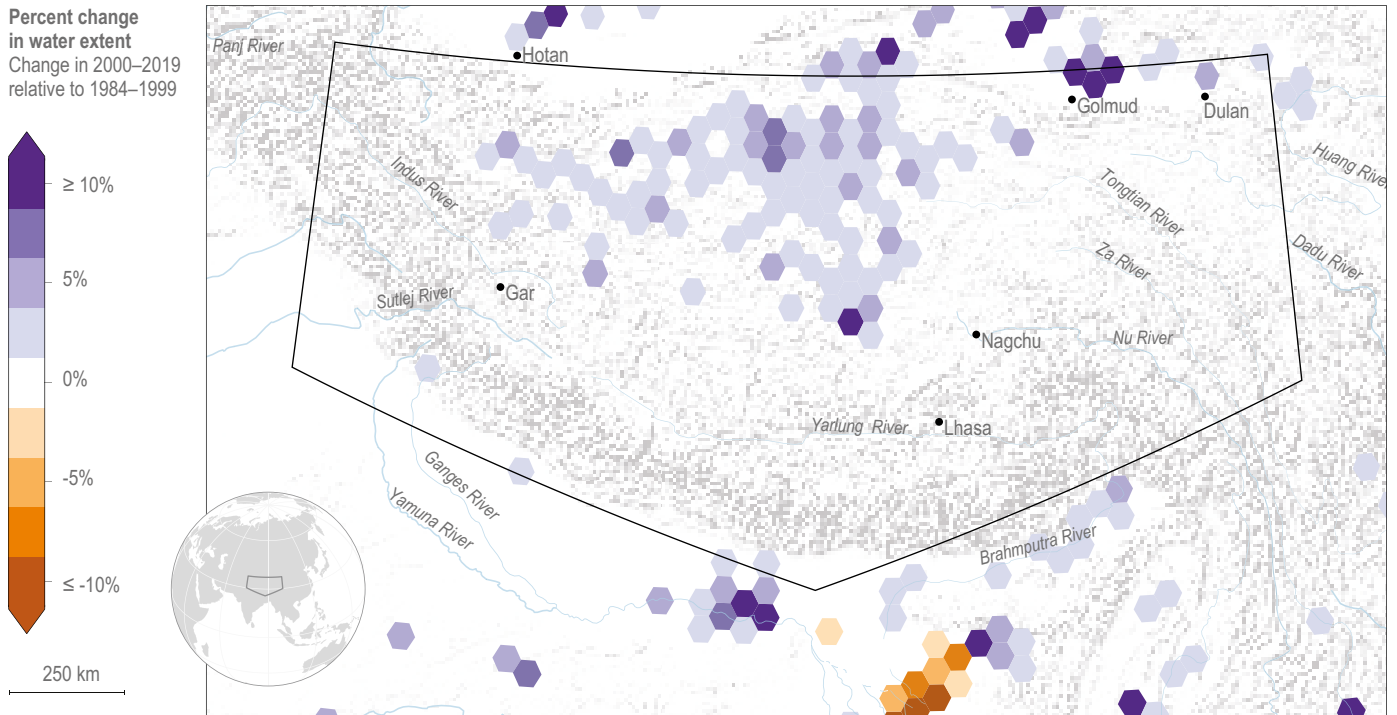 Percent change
in water extent
Change in 2000–2019
relative to 1984–1999
≥ 10%
5%
0%
-5%
≤ -10%
250 km
Panj River
Hotan
Golmud
Dulan
Huang River
Indus River
Tongtian River
Za River
Dadu River
Sutlej River
Gar
Nagchu
Nu River
Yarlung River
Lhasa
Ganges River
Yamuna River
Brahmputra River